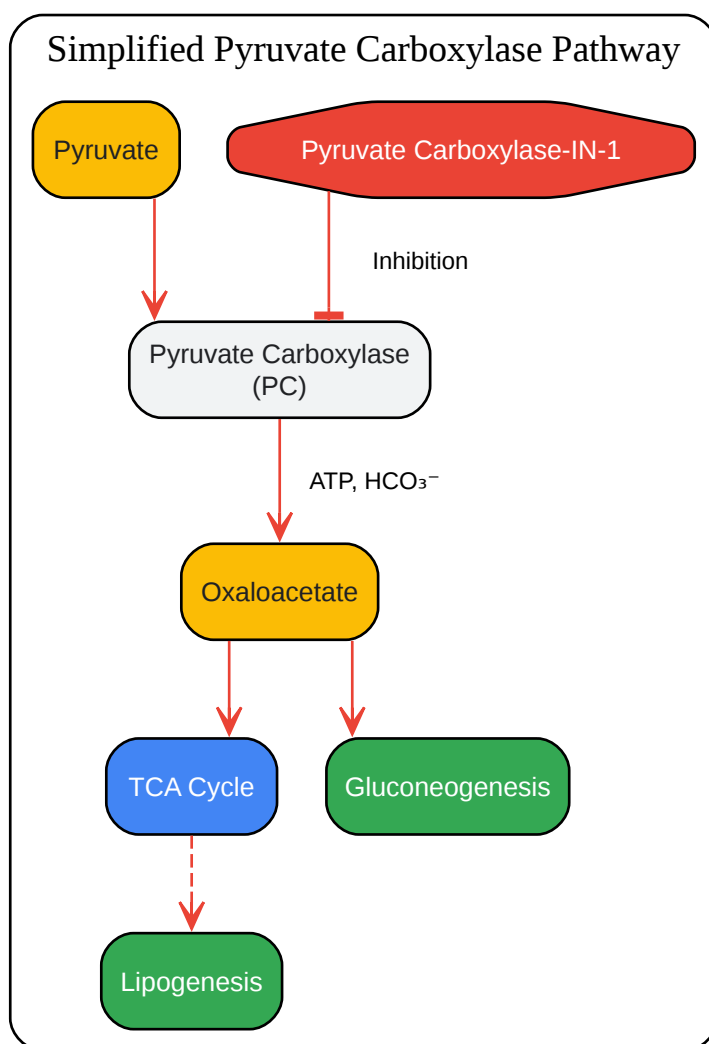 Simplified Pyruvate Carboxylase Pathway
Pyruvate
Pyruvate Carboxylase-IN-1
Inhibition
Pyruvate Carboxylase
(PC)
ATP, HCO₃⁻
Oxaloacetate
TCA Cycle
Gluconeogenesis
Lipogenesis